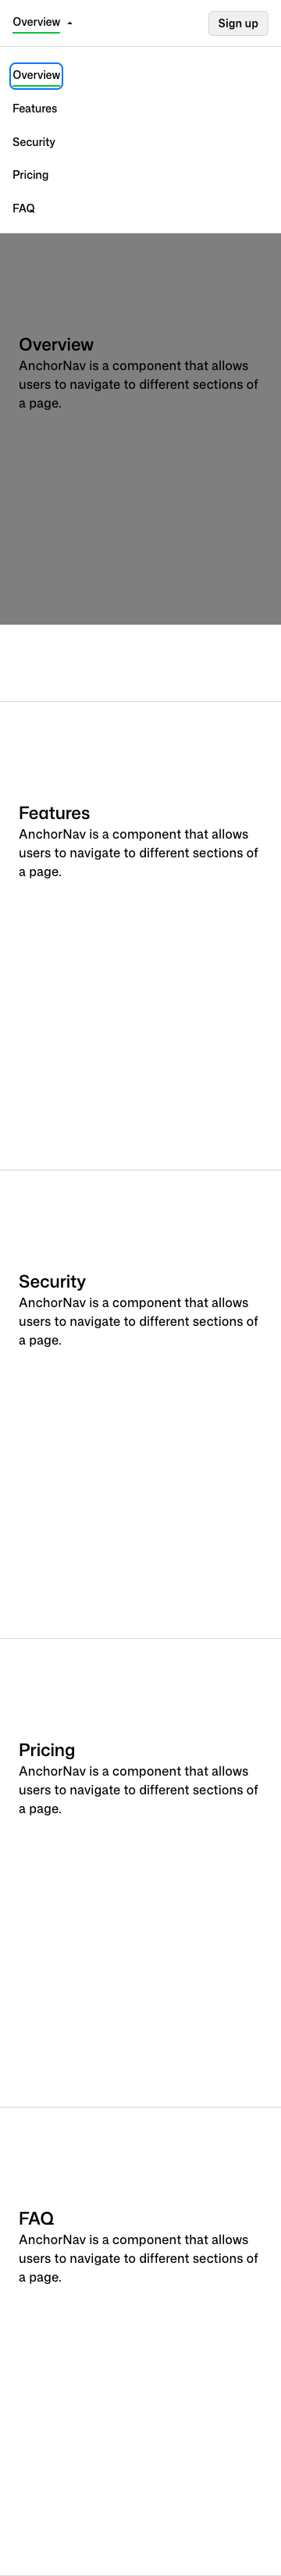 Overview
Sign up
Overview
Features
Security
Pricing
FAQ
Overview
AnchorNav is a component that allows
users to navigate to different sections of
a page.
Features
AnchorNav is a component that allows
users to navigate to different sections of
a page.
Security
AnchorNav is a component that allows
users to navigate to different sections of
a page.
Pricing
AnchorNav is a component that allows
users to navigate to different sections of
a page.
FAQ
AnchorNav is a component that allows
users to navigate to different sections of
a page.